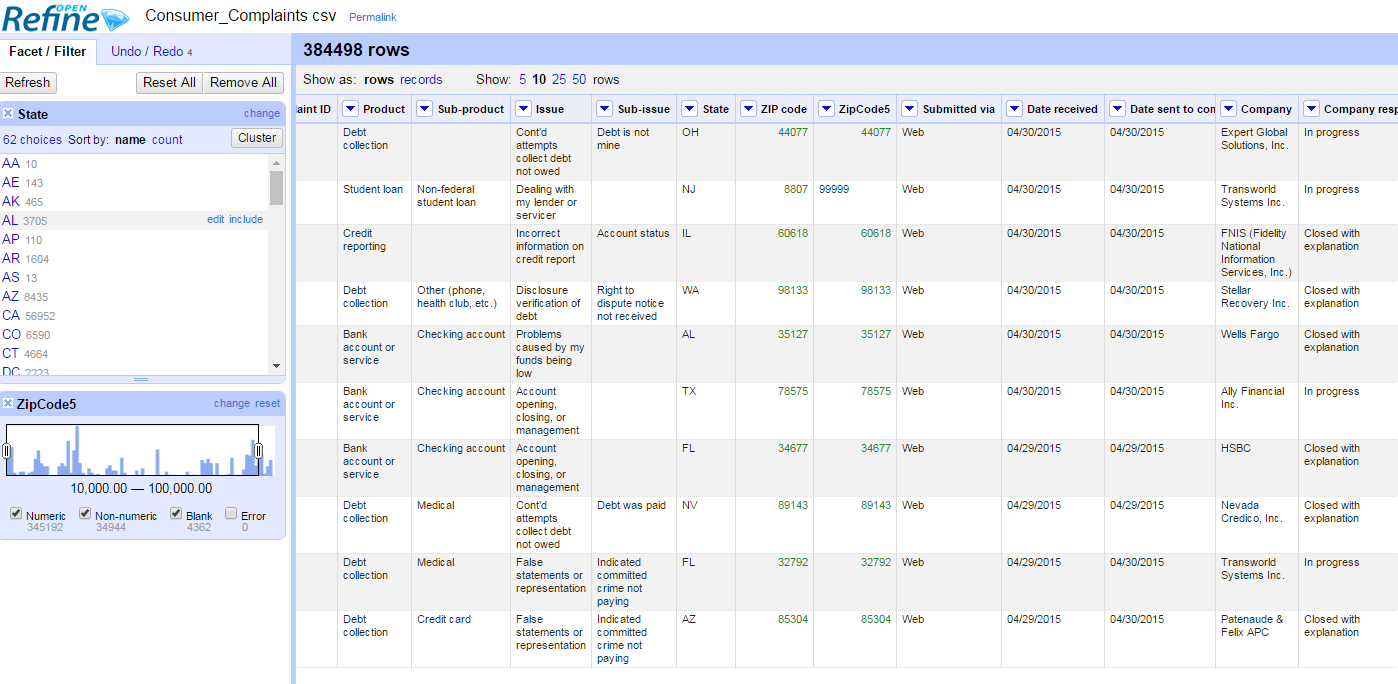 OPEN
Refine
Consumer_Complaints csv Permalink
Facet / Filter Undo / Redo 4
Refresh Reset All Remove All
State change
62 choices Sort by: name count Cluster
AA 10
AE 143
AK 465
AL 3705 edit include
AP 110
AR 1604
AS 13
AZ 8435
CA 56952
CO 6590
CT 4664
DC 2223
ZipCode5 change reset
10,000.00 — 100,000.00
Numeric Non-numeric Blank Error
345192 34944 4362 0
384498 rows
Show as: rows records Show: 5 10 25 50 rows
laint ID Product Sub-product Issue Sub-issue State ZIP code ZipCode5 Submitted via Date received Date sent to con Company Company resp
Debt Cont'd Debt is not OH 44077 44077 Web 04/30/2015 04/30/2015 Expert Global In progress
collection attempts mine Solutions, Inc.
collect debt
not owed
Student loan Non-federal Dealing with NJ 8807 99999 Web 04/30/2015 04/30/2015 Transworld In progress
student loan my lender or Systems Inc.
servicer
Credit Incorrect Account status IL 60618 60618 Web 04/30/2015 04/30/2015 FNIS (Fidelity Closed with
reporting information on National explanation
credit report Information
Services, Inc.)
Debt Other (phone, Disclosure Right to WA 98133 98133 Web 04/30/2015 04/30/2015 Stellar Closed with
collection health club, etc.) verification of dispute notice Recovery Inc. explanation
debt not received
Bank Checking account Problems AL 35127 35127 Web 04/30/2015 04/30/2015 Wells Fargo Closed with
account or caused by my explanation
service funds being
low
Bank Checking account Account TX 78575 78575 Web 04/30/2015 04/30/2015 Ally Financial In progress
account or opening, Inc.
service closing, or
management
Bank Checking account Account FL 34677 34677 Web 04/29/2015 04/29/2015 HSBC Closed with
account or opening, explanation
service closing, or
management
Debt Medical Cont'd Debt was paid NV 89143 89143 Web 04/29/2015 04/29/2015 Nevada Closed with
collection attempts Credico, Inc. explanation
collect debt
not owed
Debt Medical False Indicated FL 32792 32792 Web 04/29/2015 04/29/2015 Transworld In progress
collection statements or committed Systems Inc.
representation crime not
paying
Debt Credit card False Indicated AZ 85304 85304 Web 04/29/2015 04/30/2015 Patenaude & Closed with
collection statements or committed Felix APC explanation
representation crime not
paying